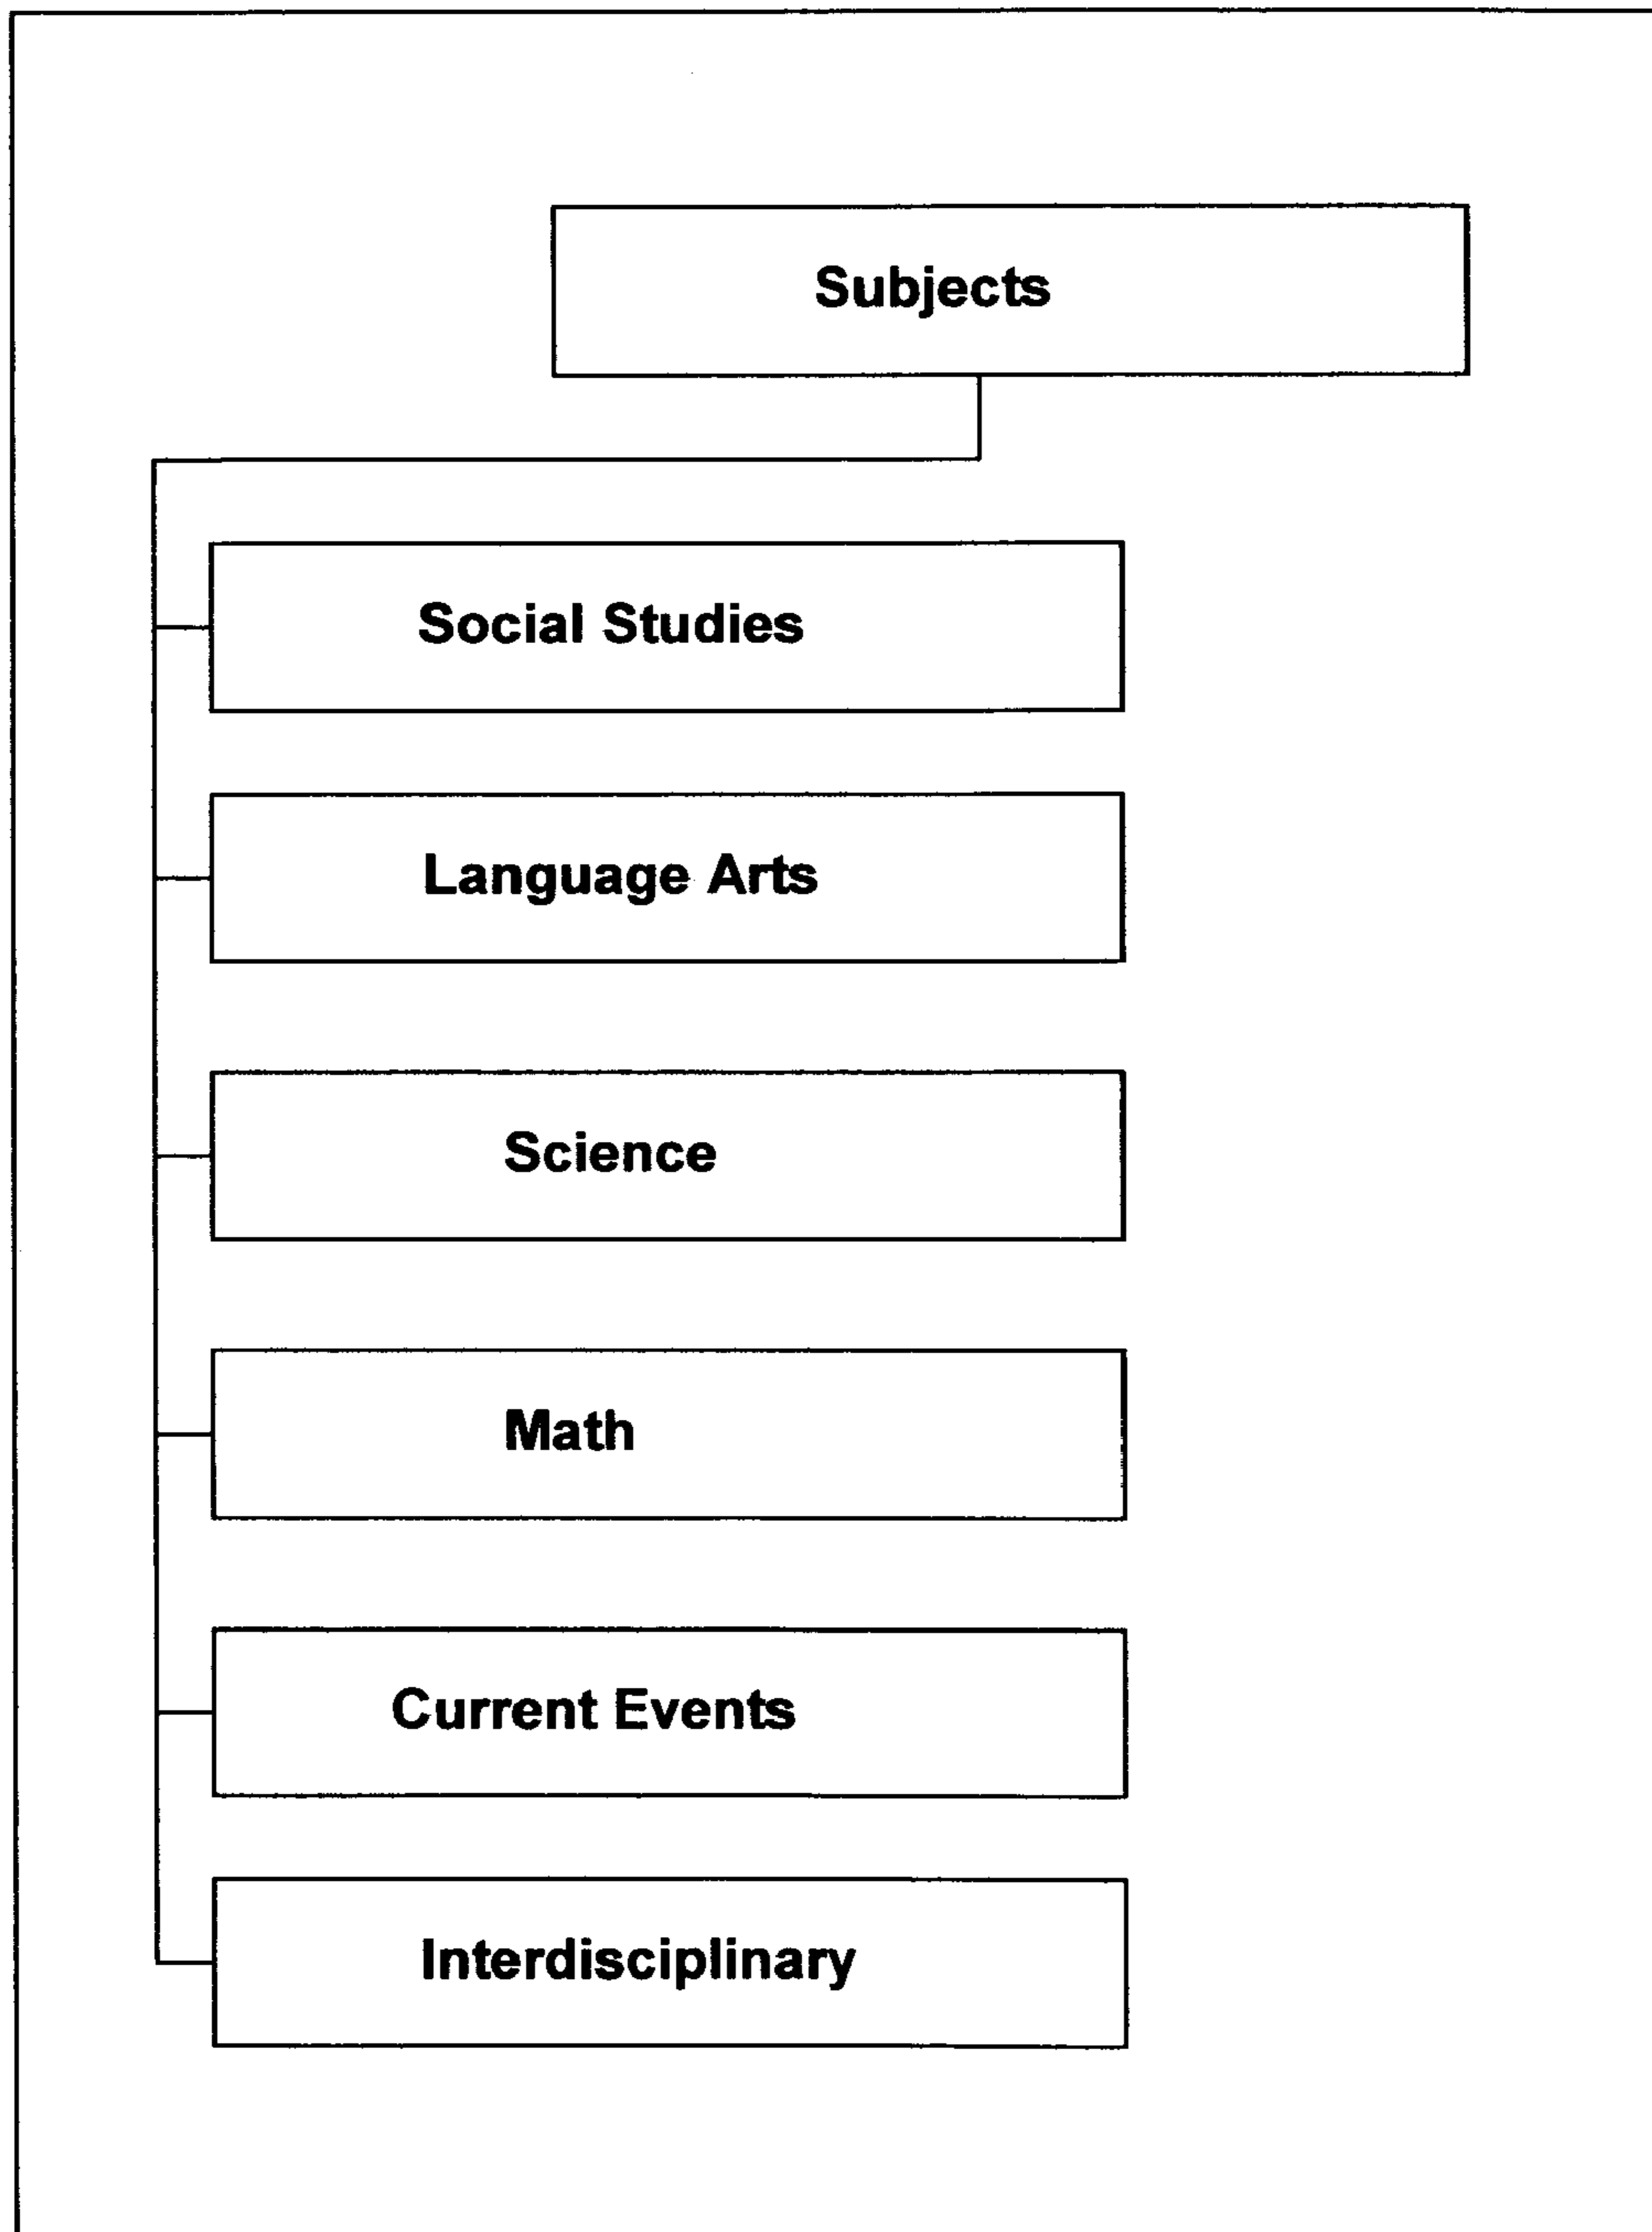 Subjects
Social Studies
Language Arts
Science
Math
Current Events
Interdisciplinary